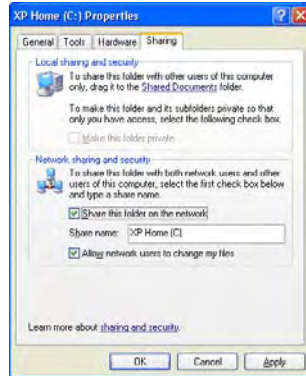 XP Home (C:) Properties
General Tools Hardware Sharing
Local sharing and security
To share this folder with other users of this computer
only, drag it to the Shared Documents folder.
To make this folder and its subfolders private so that
only you have access, select the following check box.
Make this folder private
Network sharing and security
To share this folder with both network users and other
users of this computer, select the first check box below
and type a share name.
Share this folder on the network
Share name: XP Home (C)
Allow network users to change my files
Learn more about sharing and security.
OK Cancel Apply